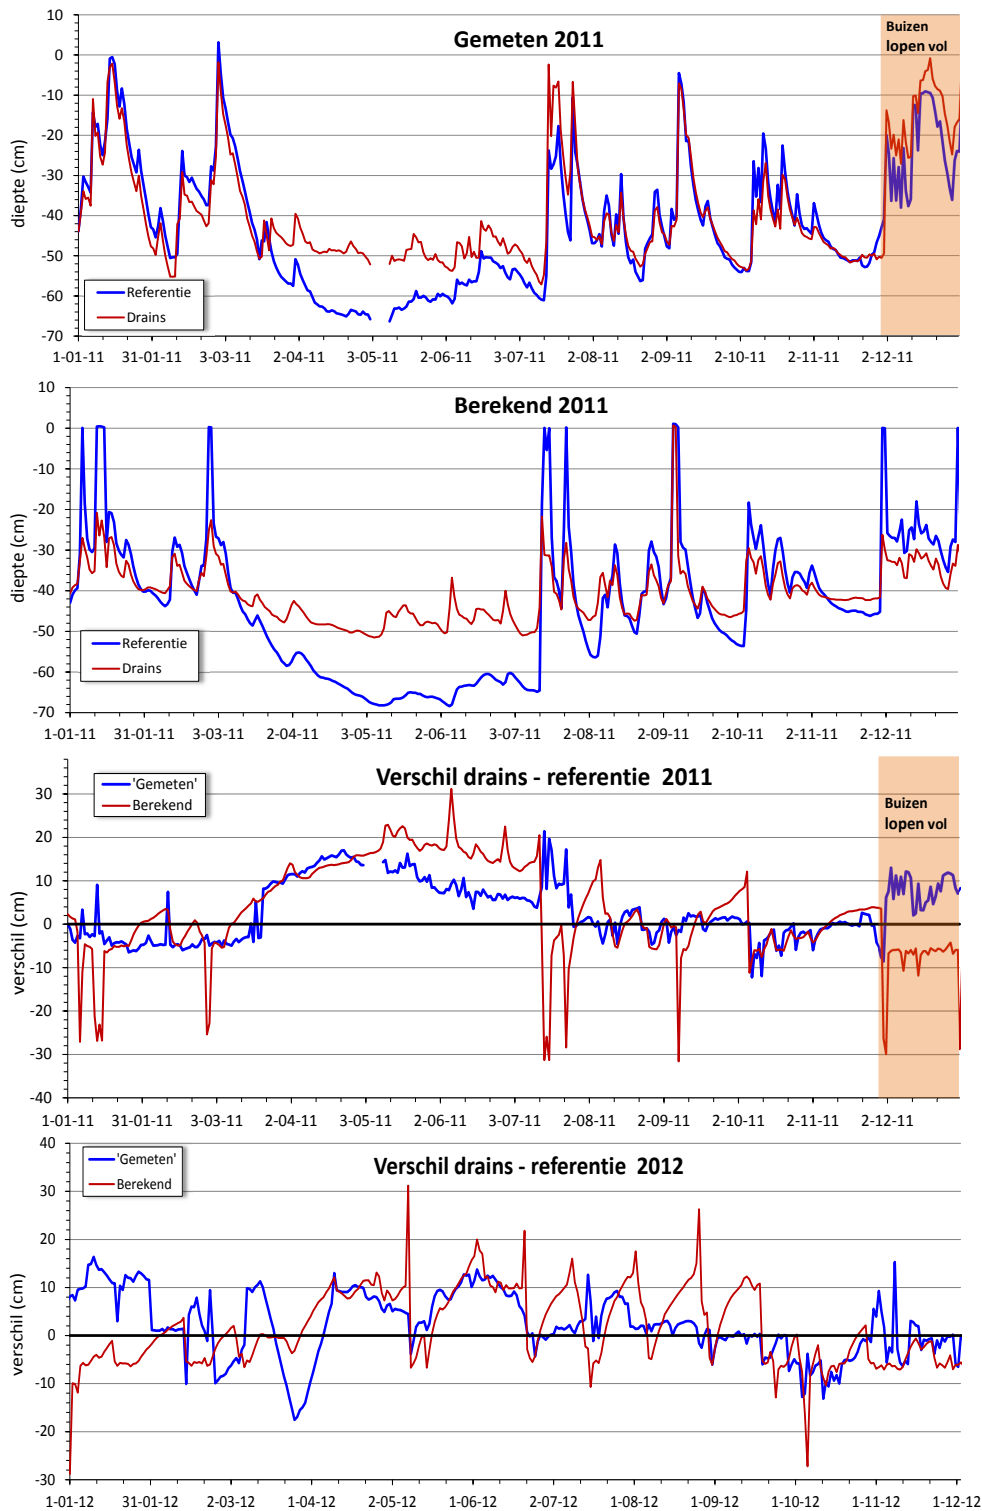 Gemeten 2011
Buizen
lopen vol
diepte (cm)
10
0
-10
-20
-30
-40
-50
-60
-70
Referentie
Drains
1-01-11 31-01-11 3-03-11 2-04-11 3-05-11 2-06-11 3-07-11 2-08-11 2-09-11 2-10-11 2-11-11 2-12-11
Berekend 2011
diepte (cm)
10
0
-10
-20
-30
-40
-50
-60
-70
Referentie
Drains
1-01-11 31-01-11 3-03-11 2-04-11 3-05-11 2-06-11 3-07-11 2-08-11 2-09-11 2-10-11 2-11-11 2-12-11
Verschil drains - referentie 2011
'Gemeten'
Berekend
Buizen
lopen vol
verschil (cm)
30
20
10
0
-10
-20
-30
-40
1-01-11 31-01-11 3-03-11 2-04-11 3-05-11 2-06-11 3-07-11 2-08-11 2-09-11 2-10-11 2-11-11 2-12-11
Verschil drains - referentie 2012
'Gemeten'
Berekend
verschil (cm)
40
30
20
10
0
-10
-20
-30
1-01-12 31-01-12 2-03-12 1-04-12 2-05-12 1-06-12 2-07-12 1-08-12 1-09-12 1-10-12 1-11-12 1-12-12